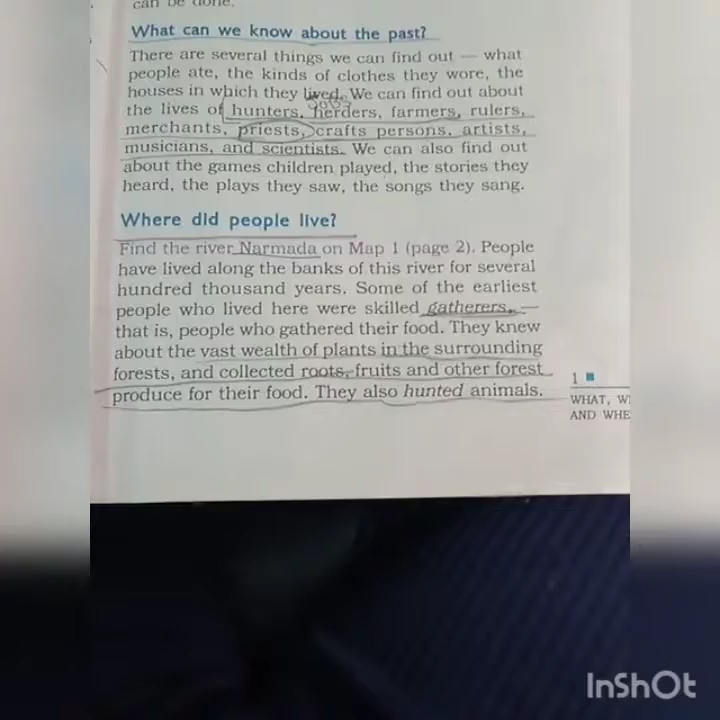 can be done.
What can we know about the past?
There are several things we can find out — what
people ate, the kinds of clothes they wore, the
houses in which they lived. We can find out about
Jobs
the lives of hunters, herders, farmers, rulers,
merchants, priests, crafts persons, artists,
musicians, and scientists. We can also find out
about the games children played, the stories they
heard, the plays they saw, the songs they sang.
Where did people live?
Find the river Narmada on Map 1 (page 2). People
have lived along the banks of this river for several
hundred thousand years. Some of the earliest
people who lived here were skilled gatherers, —
that is, people who gathered their food. They knew
about the vast wealth of plants in the surrounding
forests, and collected roots, fruits and other forest
produce for their food. They also hunted animals.
1
WHAT, W
AND WHE
InShOt